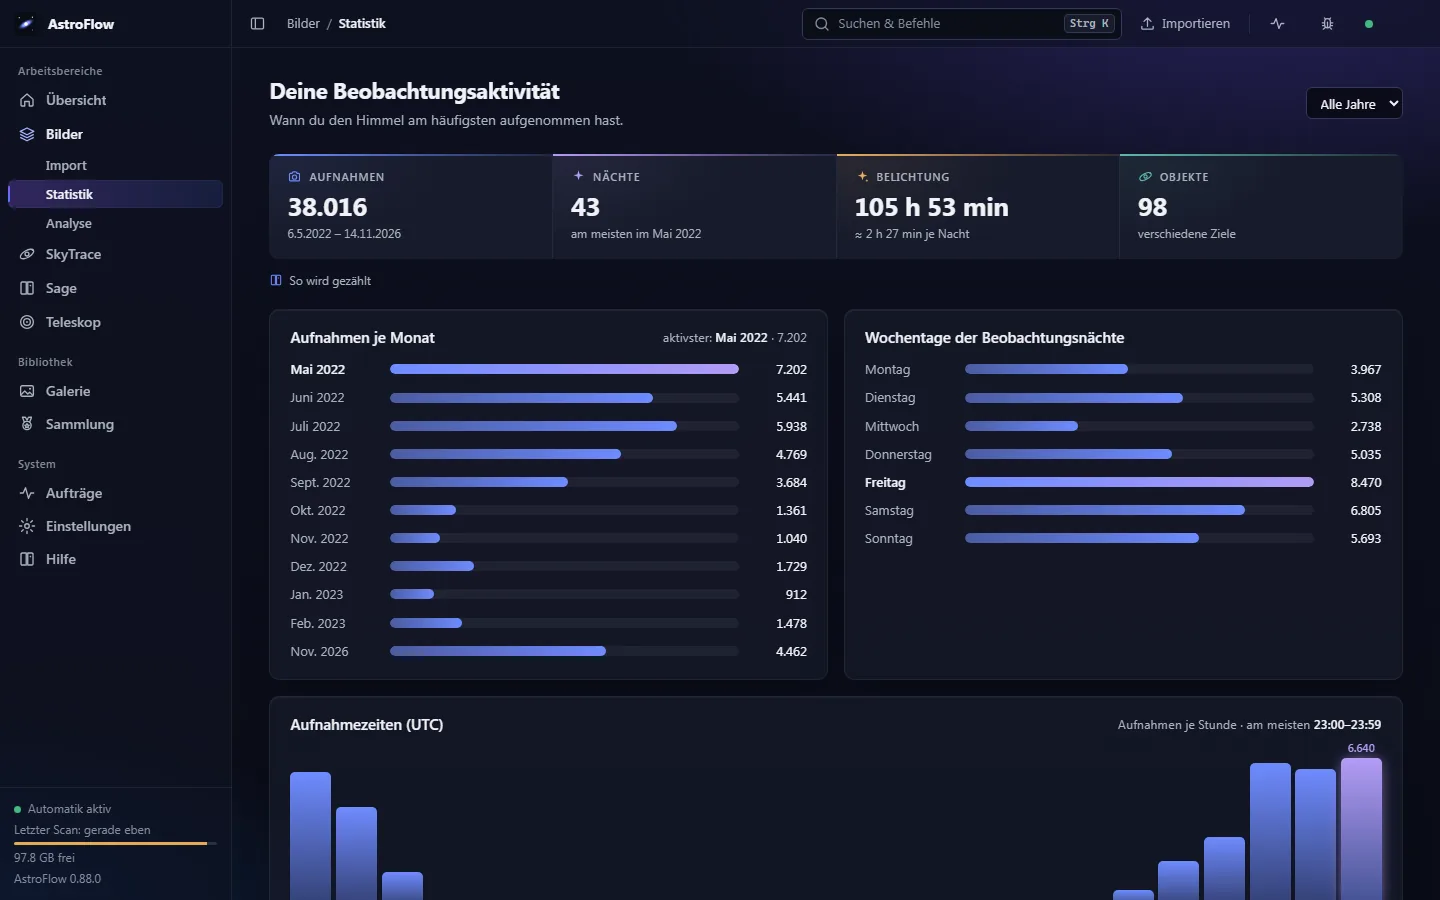 AstroFlow
Bilder / Statistik
Suchen & Befehle
Strg K
Importieren
Arbeitsbereiche
Übersicht
Bilder
Import
Statistik
Analyse
SkyTrace
Sage
Teleskop
Bibliothek
Galerie
Sammlung
System
Aufträge
Einstellungen
Hilfe
Automatik aktiv
Letzter Scan: gerade eben
97.8 GB frei
AstroFlow 0.88.0
Deine Beobachtungsaktivität
Wann du den Himmel am häufigsten aufgenommen hast.
Alle Jahre
AUFNAHMEN
38.016
6.5.2022 – 14.11.2026
NÄCHTE
43
am meisten im Mai 2022
BELICHTUNG
105 h 53 min
≈ 2 h 27 min je Nacht
OBJEKTE
98
verschiedene Ziele
So wird gezählt
Aufnahmen je Monat
aktivster: Mai 2022 · 7.202
Mai 2022 7.202
Juni 2022 5.441
Juli 2022 5.938
Aug. 2022 4.769
Sept. 2022 3.684
Okt. 2022 1.361
Nov. 2022 1.040
Dez. 2022 1.729
Jan. 2023 912
Feb. 2023 1.478
Nov. 2026 4.462
Wochentage der Beobachtungsnächte
Montag 3.967
Dienstag 5.308
Mittwoch 2.738
Donnerstag 5.035
Freitag 8.470
Samstag 6.805
Sonntag 5.693
Aufnahmezeiten (UTC)
Aufnahmen je Stunde · am meisten 23:00–23:59
6.640